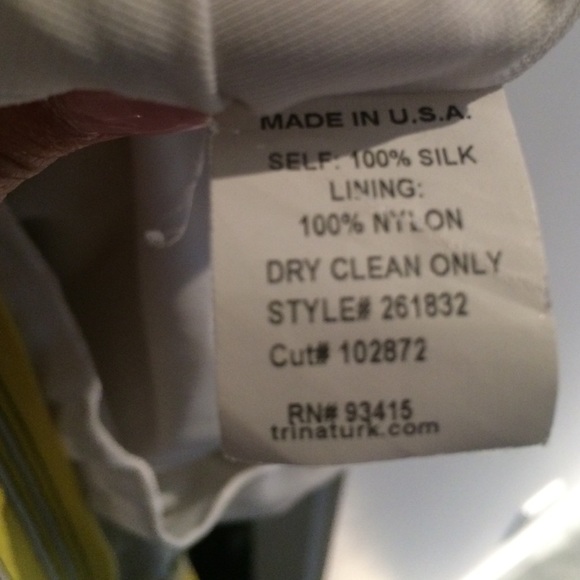 MADE IN U.S.A.
SELF: 100% SILK
LINING:
100% NYLON
DRY CLEAN ONLY
STYLE# 261832
Cut# 102872
RN# 93415
trinaturk.com